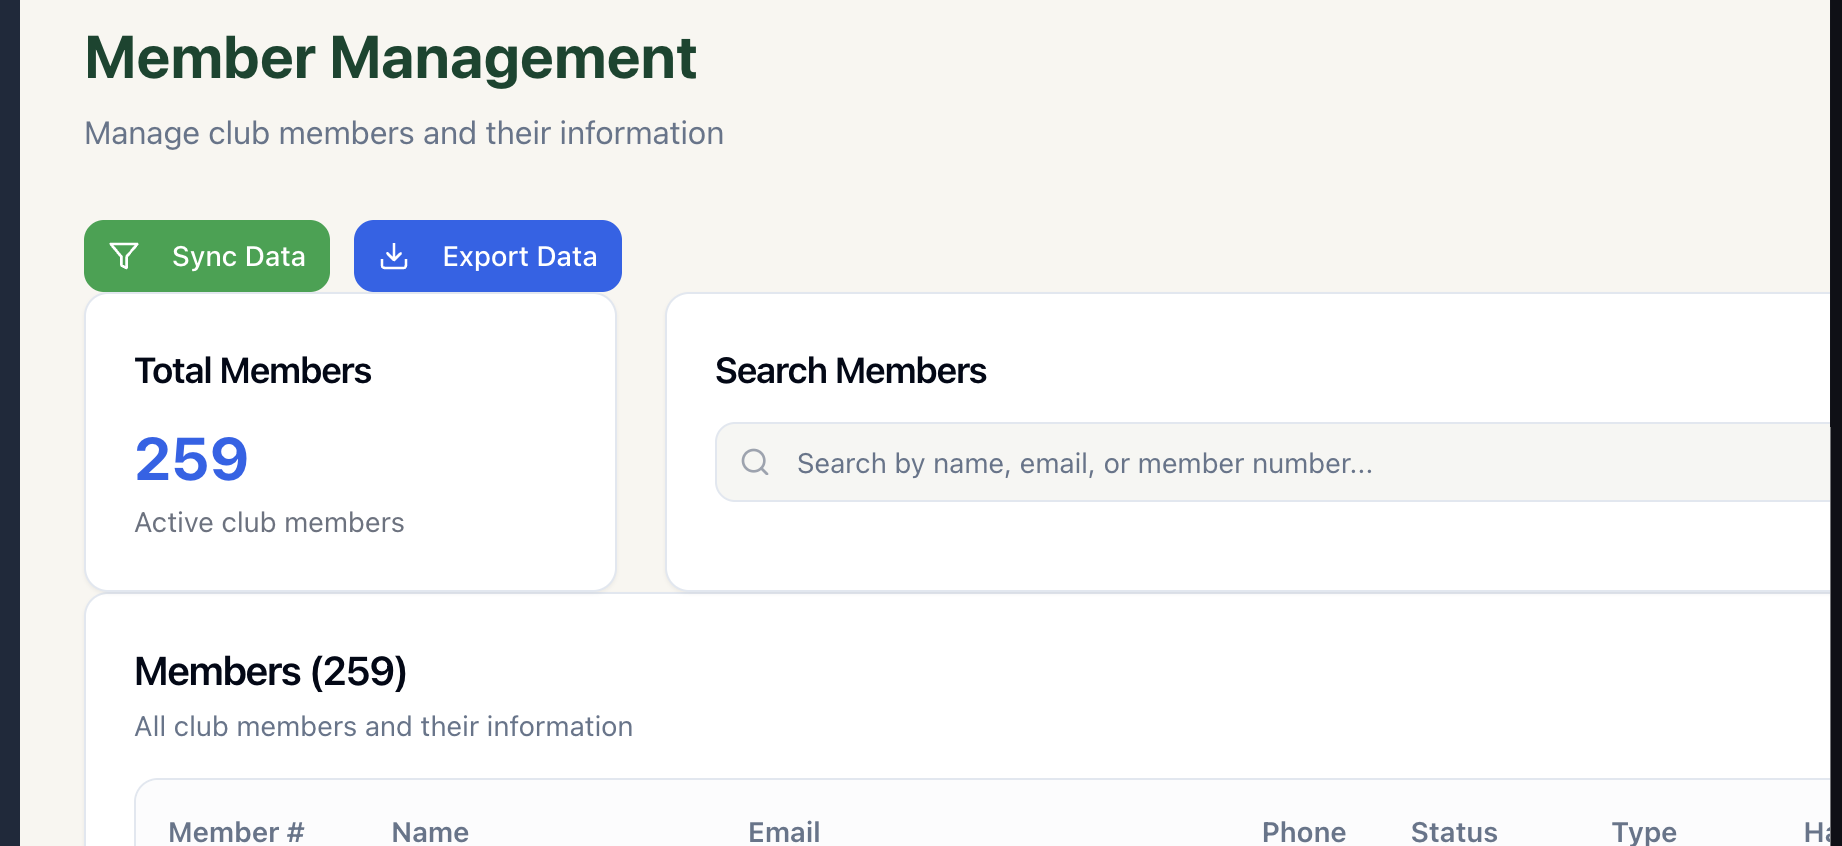 Member Management
Manage club members and their information
Sync Data
Export Data
Total Members
259
Active club members
Search Members
Search by name, email, or member number...
Members (259)
All club members and their information
Member # Name Email Phone Status Type